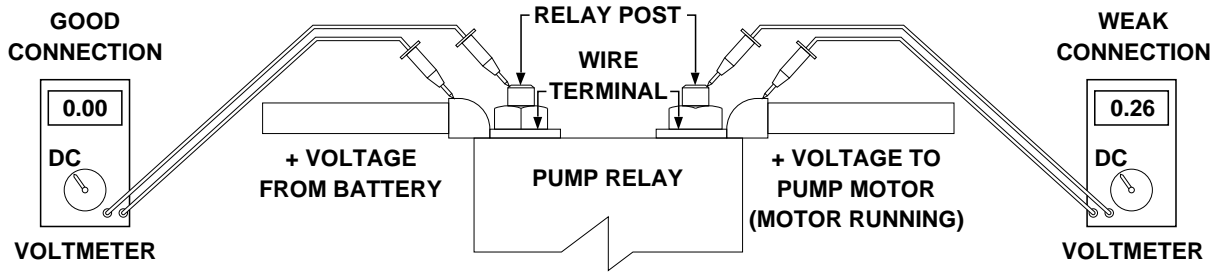 GOOD
CONNECTION
0.00
DC
VOLTMETER
+ VOLTAGE
FROM BATTERY
RELAY POST
WIRE
TERMINAL
PUMP RELAY
+ VOLTAGE TO
PUMP MOTOR
(MOTOR RUNNING)
WEAK
CONNECTION
0.26
DC
VOLTMETER